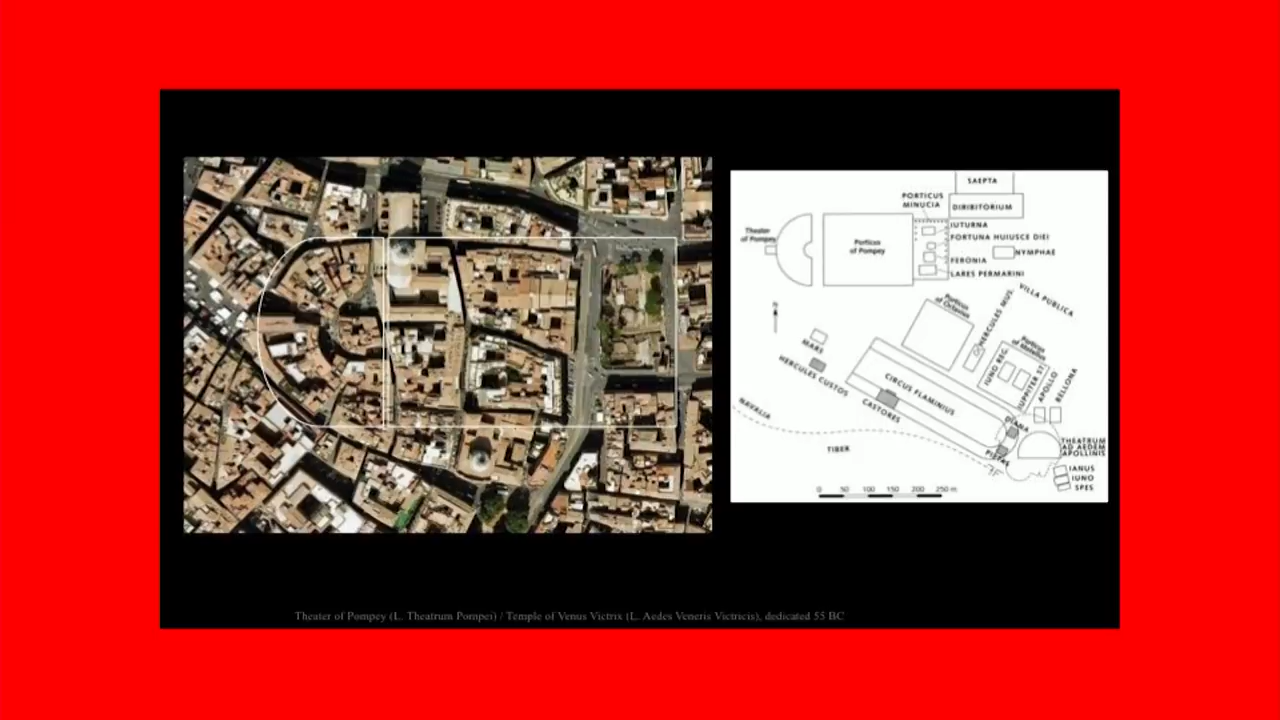 SAEPTA
PORTICUS
MINUCIA
DIRIBITORIUM
IUTURNA
FORTUNA HUIUSCE DIEI
Theater
of Pompey
Porticus
of Pompey
NYMPHAE
FERONIA
LARES PERMARINI
VILLA PUBLICA
Porticus
of Octavius
HERCULES MUS.
N
MARS
Porticus
of Metellus
IUNO REG.
HERCULES CUSTOS
CIRCUS FLAMINIUS
IUPPITER ST.
APOLLO
BELLONA
CASTORES
NAVALIA
DIANA
TIBER
PIETAS
THEATRUM
AD AEDEM
APOLLINIS
IANUS
IUNO
SPES
0 50 100 150 200 250 m.
Theater of Pompey (L. Theatrum Pompei) / Temple of Venus Victrix (L. Aedes Veneris Victricis), dedicated 55 BC